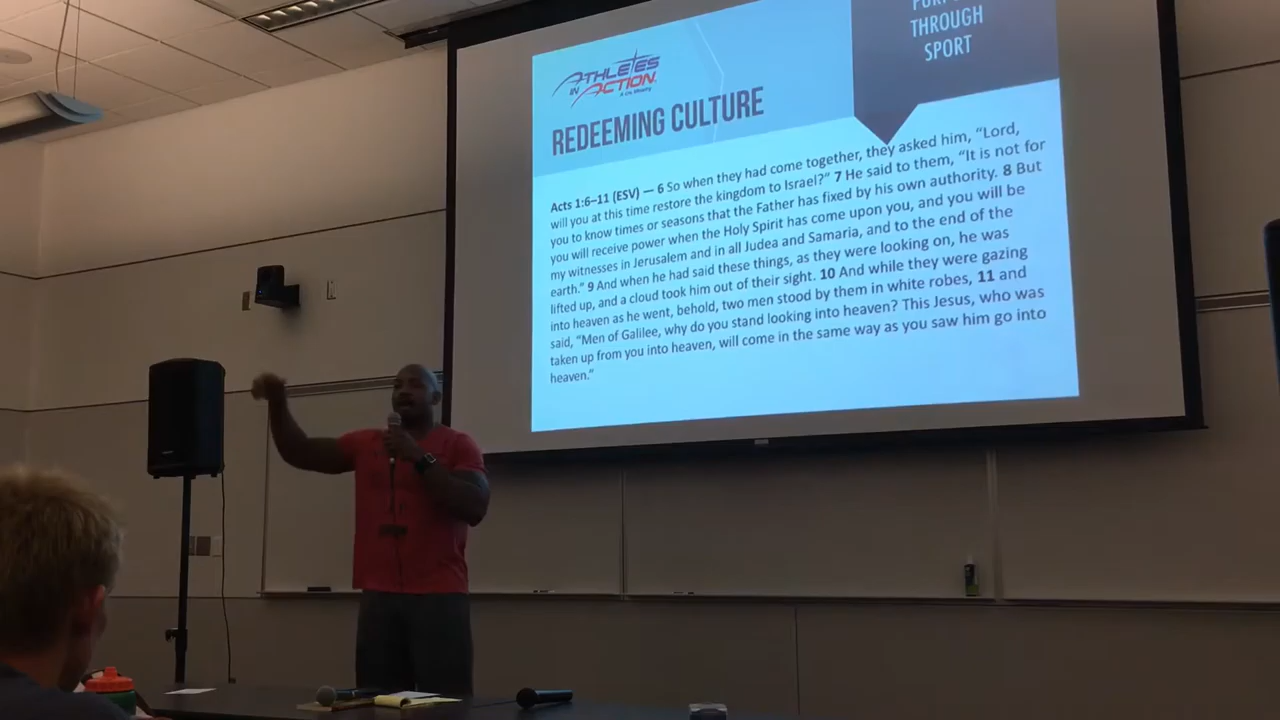 THROUGH
SPORT
ATHLETES
IN ACTION
REDEEMING CULTURE
Acts 1:6–11 (ESV) — 6 So when they had come together, they asked him, “Lord,
will you at this time restore the kingdom to Israel?” 7 He said to them, “It is not for
you to know times or seasons that the Father has fixed by his own authority. 8 But
you will receive power when the Holy Spirit has come upon you, and you will be
my witnesses in Jerusalem and in all Judea and Samaria, and to the end of the
earth.” 9 And when he had said these things, as they were looking on, he was
lifted up, and a cloud took him out of their sight. 10 And while they were gazing
into heaven as he went, behold, two men stood by them in white robes, 11 and
said, “Men of Galilee, why do you stand looking into heaven? This Jesus, who was
taken up from you into heaven, will come in the same way as you saw him go into
heaven.”